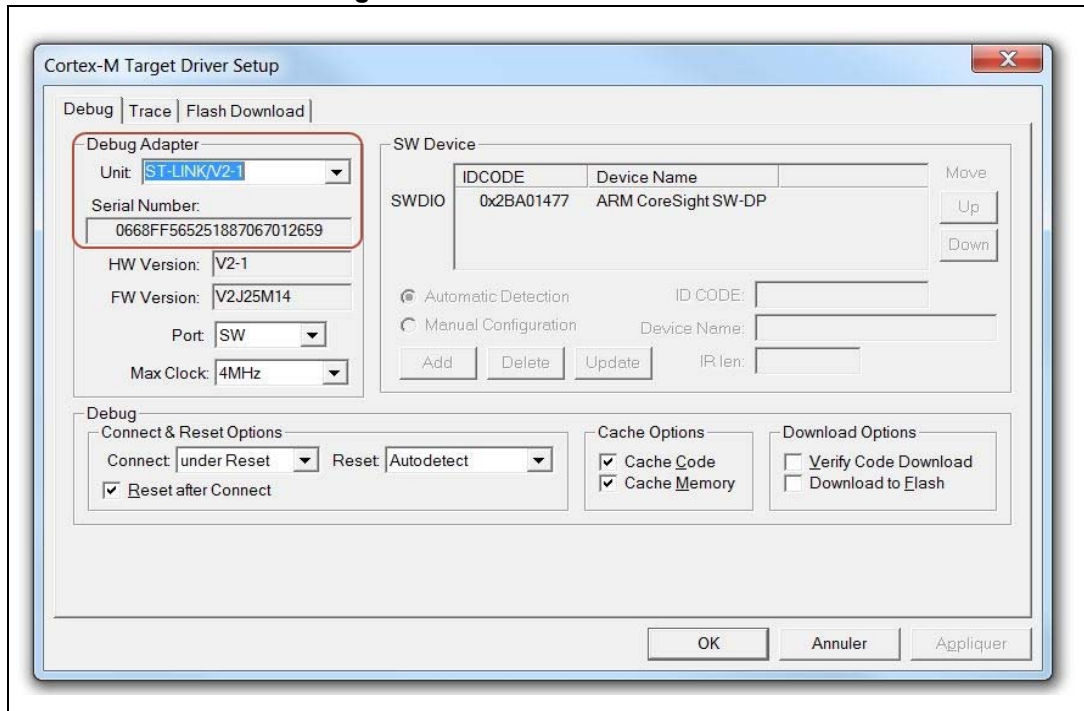 Cortex-M Target Driver Setup
Debug Trace Flash Download
Debug Adapter
Unit: ST-LINK/V2-1
Serial Number:
0668FF565251887067012659
HW Version: V2-1
FW Version: V2J25M14
Port: SW
Max Clock: 4MHz
SW Device
IDCODE Device Name Move
SWDIO 0x2BA01477 ARM CoreSight SW-DP Up
Down
Automatic Detection ID CODE:
Manual Configuration Device Name:
Add Delete Update IR len:
Debug
Connect & Reset Options
Connect: under Reset Reset: Autodetect
Reset after Connect
Cache Options
Cache Code
Cache Memory
Download Options
Verify Code Download
Download to Flash
OK Annuler Appliquer